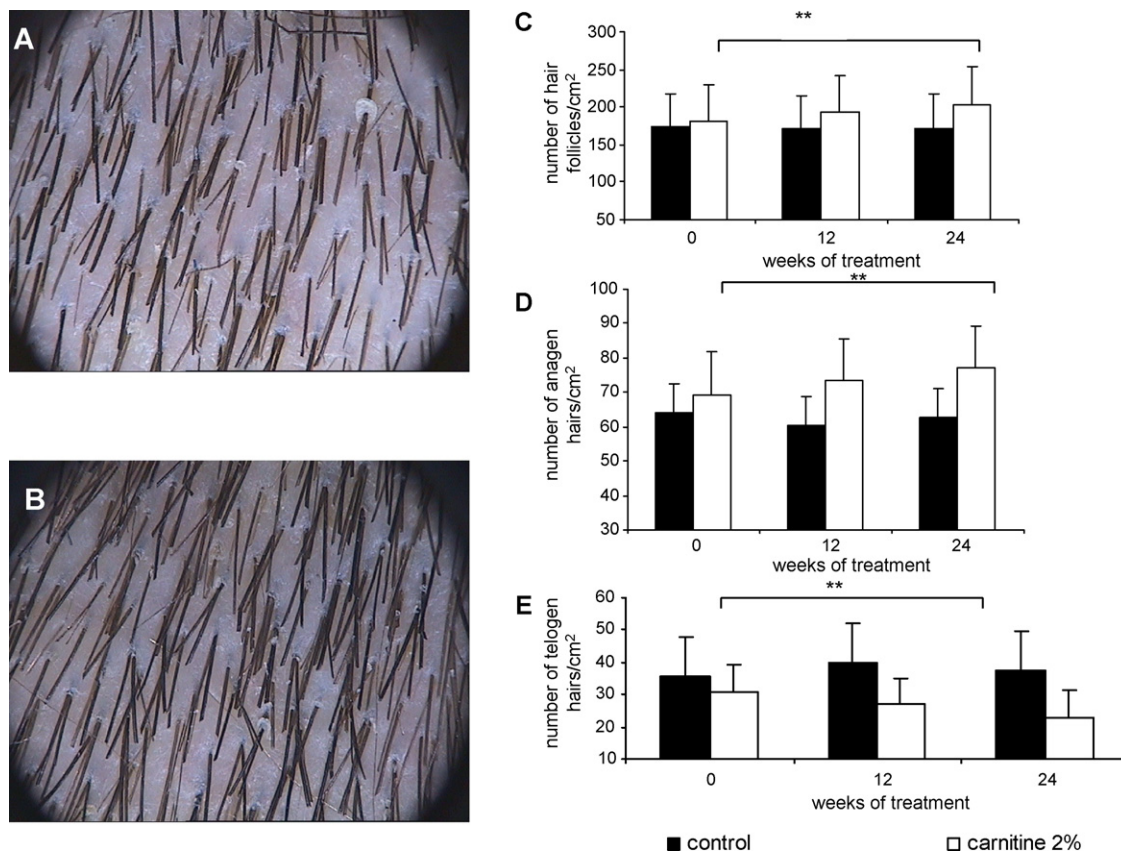 A
B
C
**
number of hair
follicles/cm²
300
250
200
150
100
50
0 12 24
weeks of treatment
D
**
number of anagen
hairs/cm²
100
90
80
70
60
50
40
30
0 12 24
weeks of treatment
E
**
number of telogen
hairs/cm²
60
50
40
30
20
10
0 12 24
weeks of treatment
control carnitine 2%